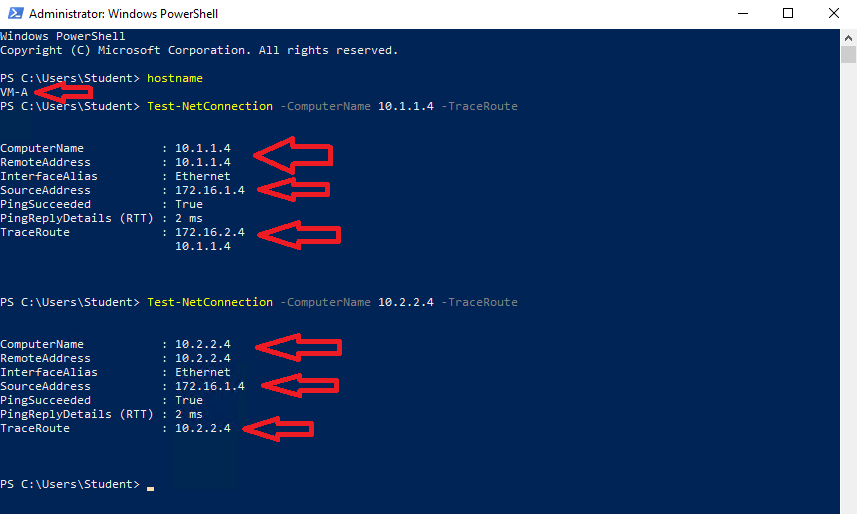 Administrator: Windows PowerShell
Windows PowerShell
Copyright (C) Microsoft Corporation. All rights reserved.
PS C:\Users\Student> hostname
VM-A
PS C:\Users\Student> Test-NetConnection -ComputerName 10.1.1.4 -TraceRoute
ComputerName           : 10.1.1.4
RemoteAddress          : 10.1.1.4
InterfaceAlias         : Ethernet
SourceAddress          : 172.16.1.4
PingSucceeded          : True
PingReplyDetails (RTT) : 2 ms
TraceRoute             : 172.16.2.4
                         10.1.1.4
PS C:\Users\Student> Test-NetConnection -ComputerName 10.2.2.4 -TraceRoute
ComputerName           : 10.2.2.4
RemoteAddress          : 10.2.2.4
InterfaceAlias         : Ethernet
SourceAddress          : 172.16.1.4
PingSucceeded          : True
PingReplyDetails (RTT) : 2 ms
TraceRoute             : 10.2.2.4
PS C:\Users\Student>